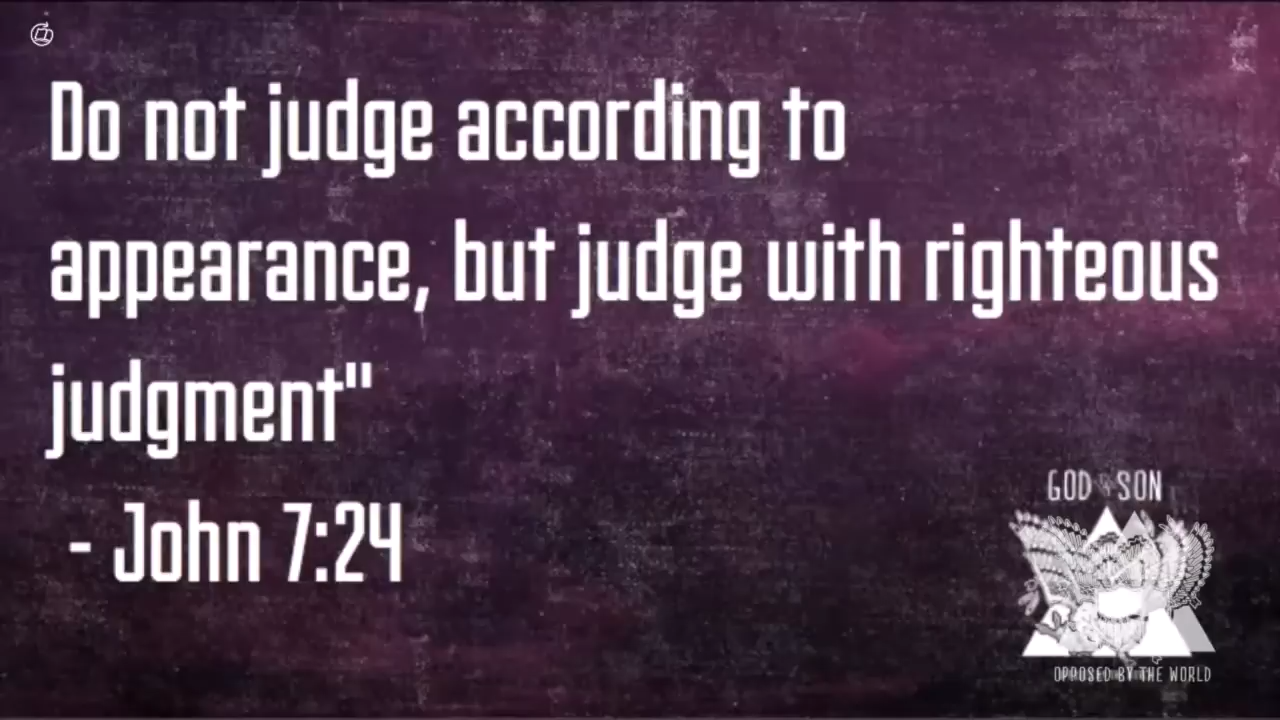 Do not judge according to
appearance, but judge with righteous
judgment"
- John 7:24
GOD SON
OPPOSED BY THE WORLD